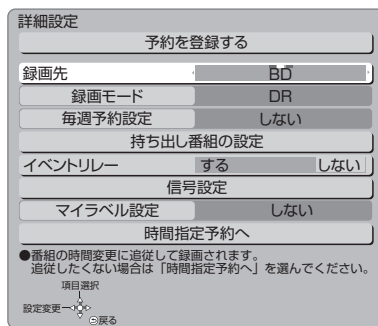 詳細設定
予約を登録する
録画先 BD
録画モード DR
毎週予約設定 しない
持ち出し番組の設定
イベントリレー する しない
信号設定
マイラベル設定 しない
時間指定予約へ
●番組の時間変更に追従して録画されます。
追従したくない場合は「時間指定予約へ」を選んでください。
項目選択
設定変更
戻る